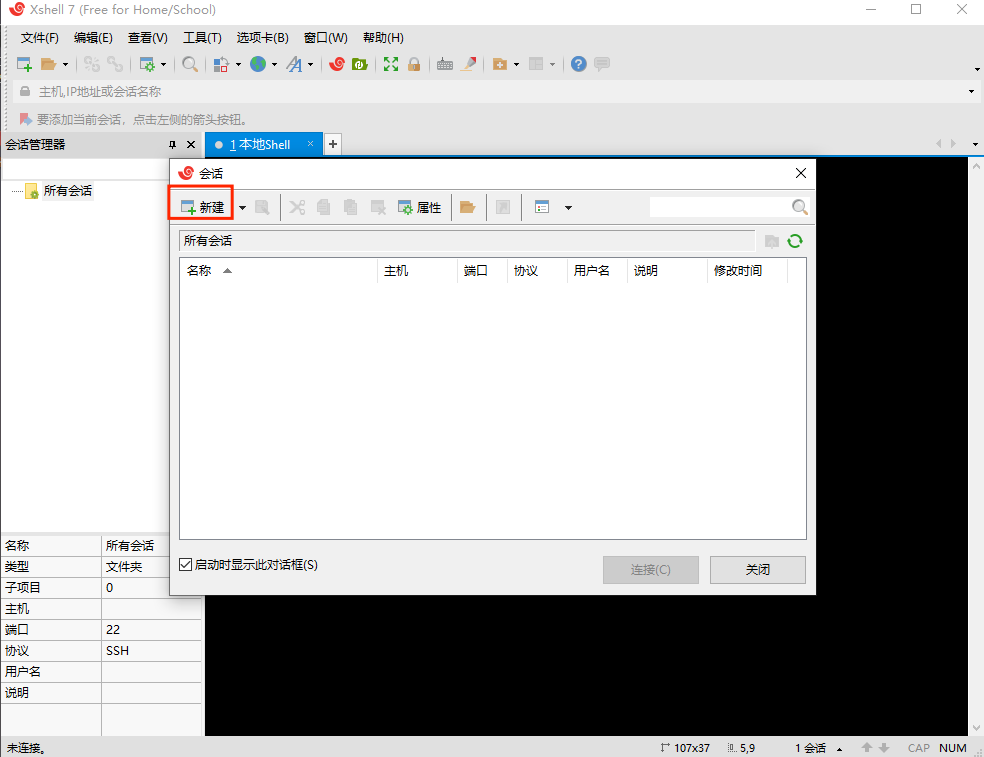 Xshell 7 (Free for Home/School)
文件(F) 编辑(E) 查看(V) 工具(T) 选项卡(B) 窗口(W) 帮助(H)
主机,IP地址或会话名称
要添加当前会话，点击左侧的箭头按钮。
会话管理器
1 本地Shell
所有会话
会话
新建
属性
所有会话
名称 主机 端口 协议 用户名 说明 修改时间
启动时显示此对话框(S)
连接(C) 关闭
名称 所有会话
类型 文件夹
子项目 0
主机
端口 22
协议 SSH
用户名
说明
未连接。
107x37 5,9 1 会话 CAP NUM